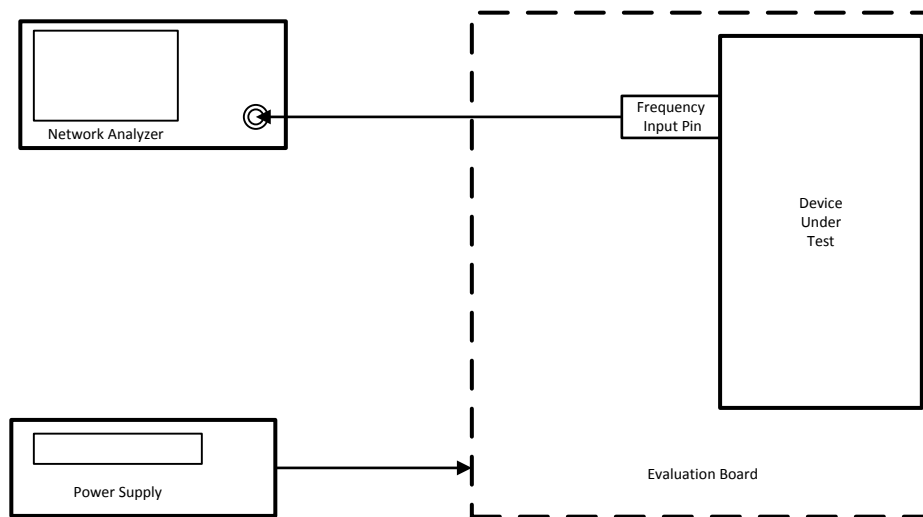 Network Analyzer
Frequency
Input Pin
Device
Under
Test
Power Supply
Evaluation Board